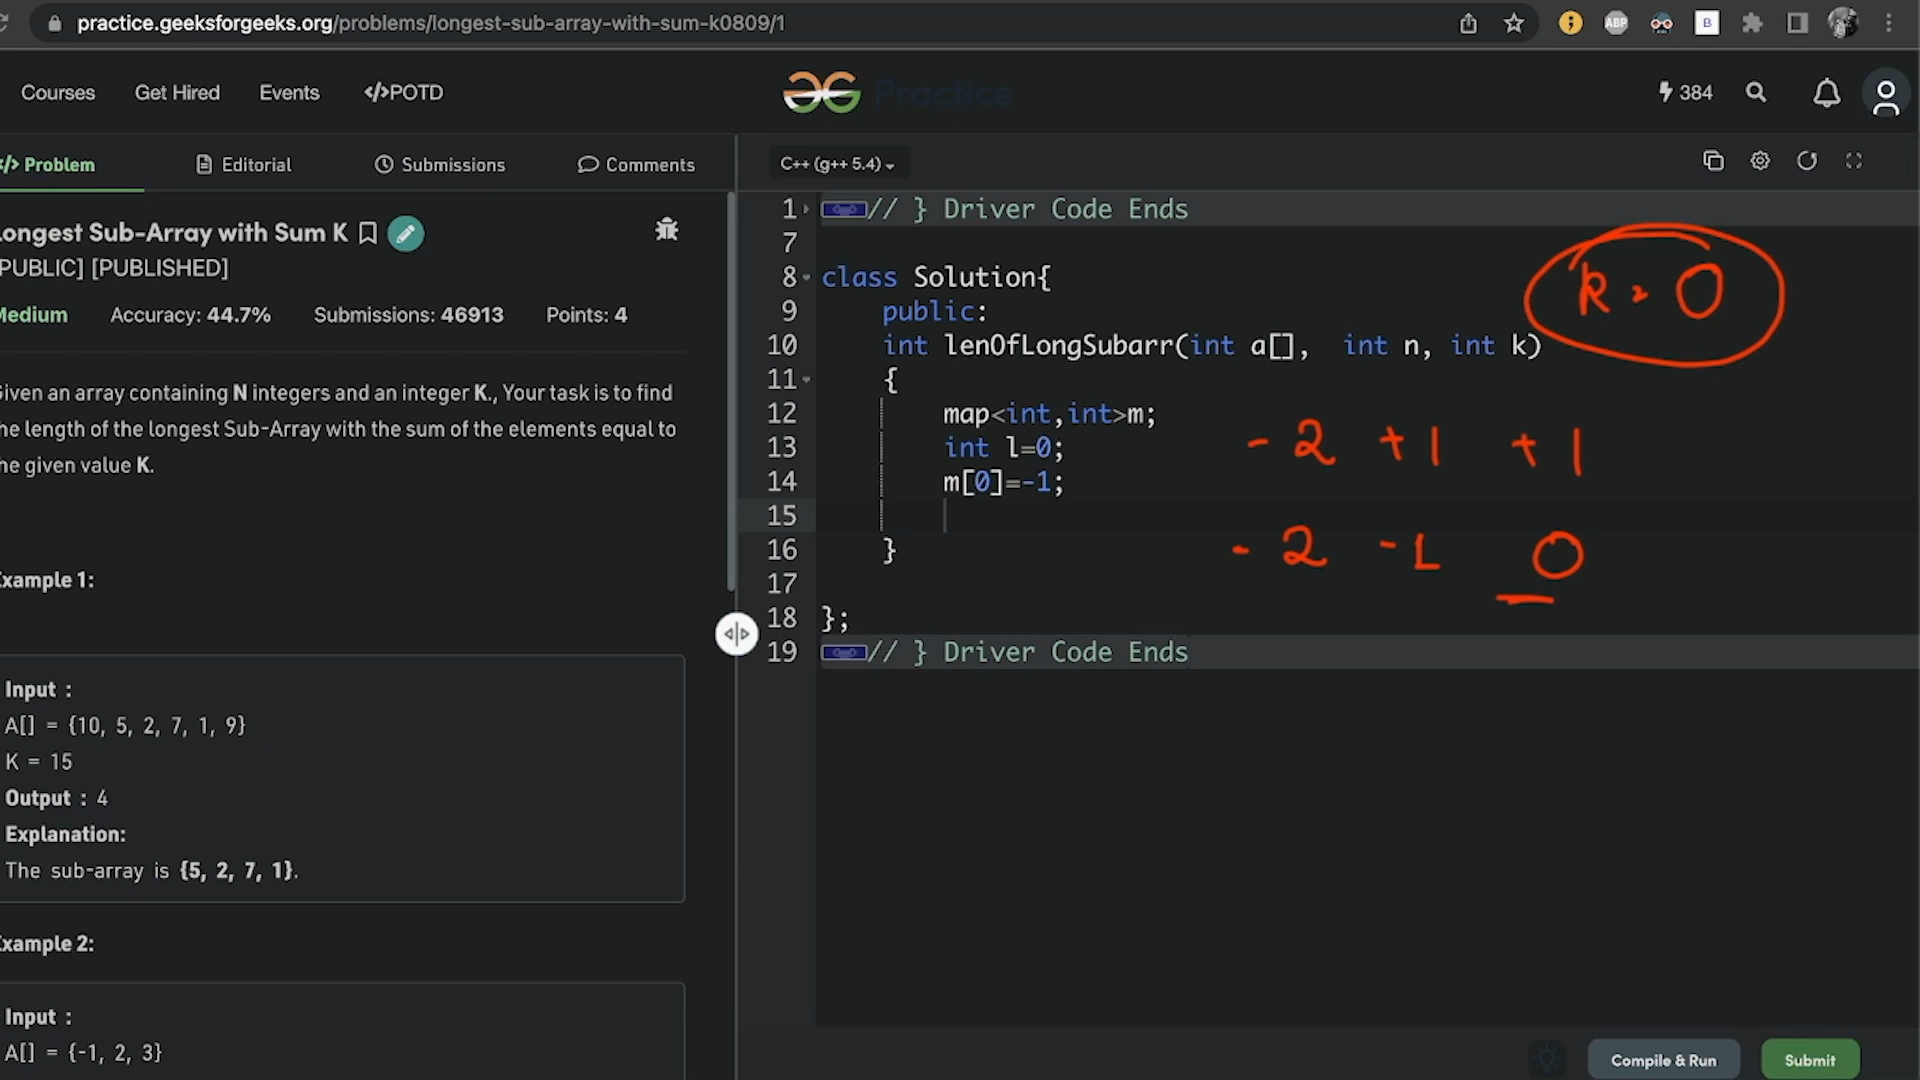 practice.geeksforgeeks.org/problems/longest-sub-array-with-sum-k0809/1
ABP
B
Courses Get Hired Events </>POTD
Practice
384
</> Problem Editorial Submissions Comments
C++ (g++ 5.4)
ongest Sub-Array with Sum K
PUBLIC] [PUBLISHED]
Medium Accuracy: 44.7% Submissions: 46913 Points: 4
iven an array containing N integers and an integer K., Your task is to find
he length of the longest Sub-Array with the sum of the elements equal to
he given value K.
xample 1:
Input :
A[] = {10, 5, 2, 7, 1, 9}
K = 15
Output : 4
Explanation:
The sub-array is {5, 2, 7, 1}.
xample 2:
Input :
A[] = {-1, 2, 3}
1 // } Driver Code Ends
7
8 class Solution{
9 public:
10 int lenOfLongSubarr(int a[], int n, int k)
11 {
12 map<int,int>m;
13 int l=0;
14 m[0]=-1;
15
16 }
17
18 };
19 // } Driver Code Ends
k = 0
- 2 + 1 + 1
- 2 - 1 0
Compile & Run Submit